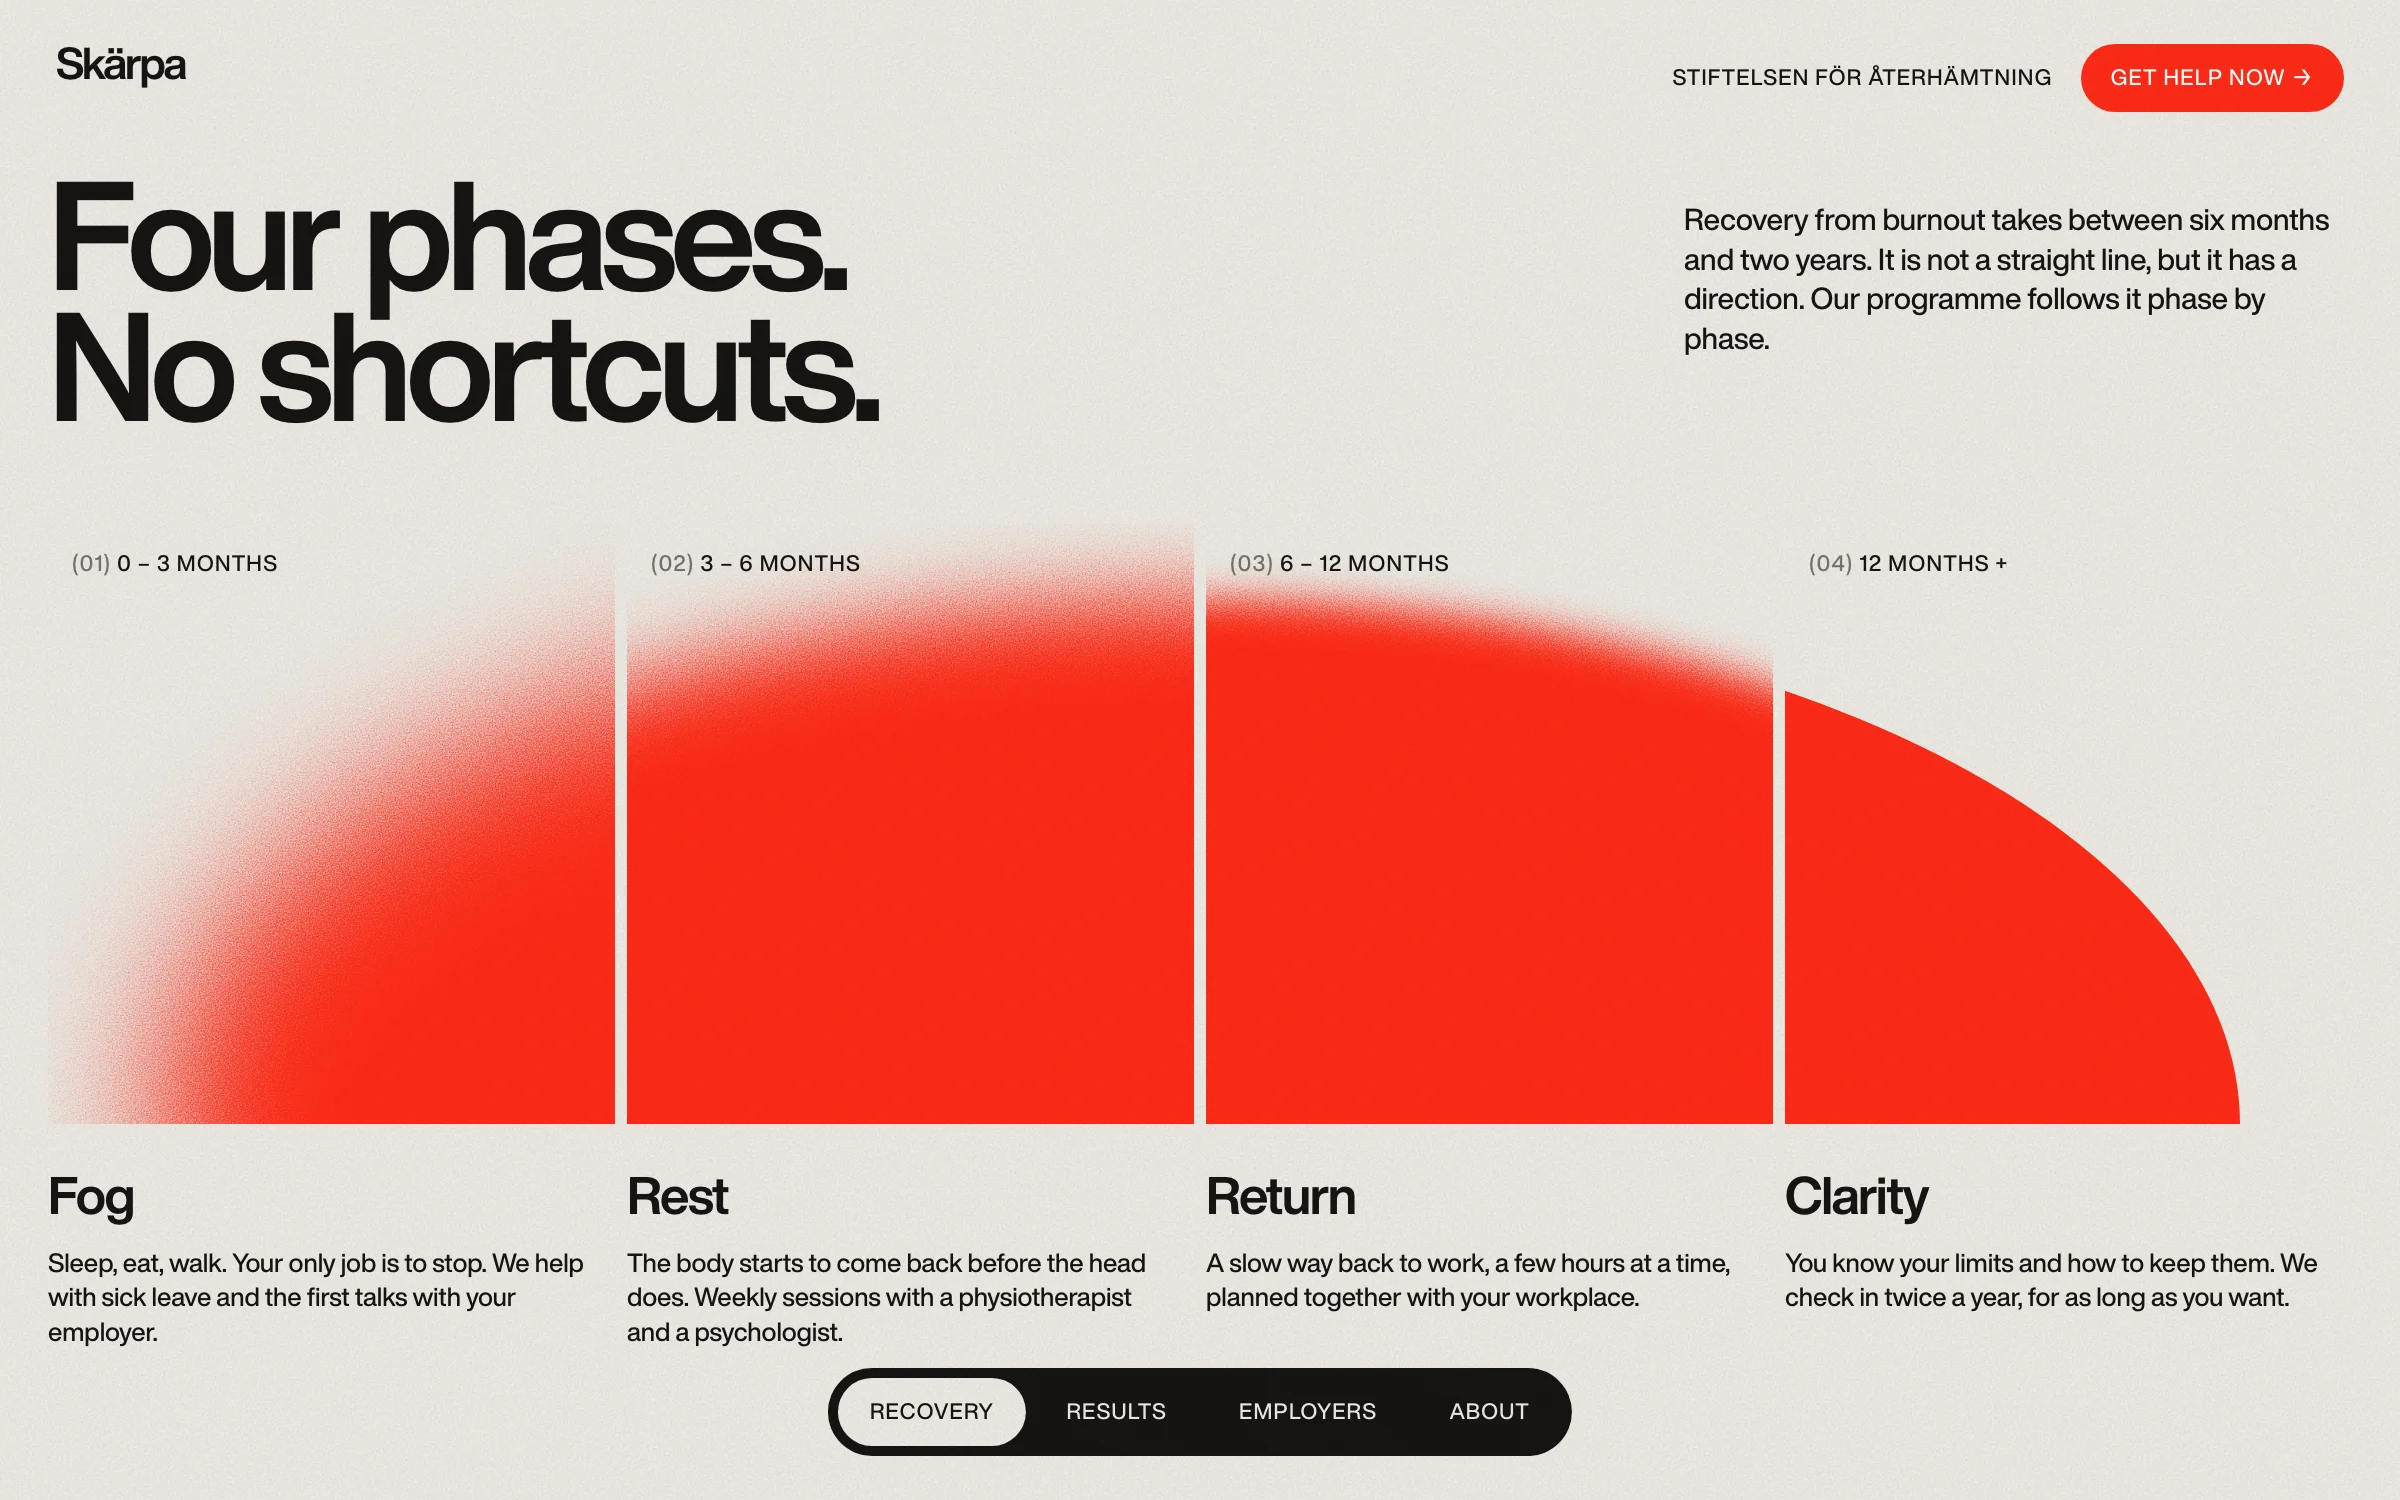 Skärpa
STIFTELSEN FÖR ÅTERHÄMTNING
GET HELP NOW →
Four phases.
No shortcuts.
Recovery from burnout takes between six months
and two years. It is not a straight line, but it has a
direction. Our programme follows it phase by
phase.
(01) 0 – 3 MONTHS
(02) 3 – 6 MONTHS
(03) 6 – 12 MONTHS
(04) 12 MONTHS +
Fog
Sleep, eat, walk. Your only job is to stop. We help
with sick leave and the first talks with your
employer.
Rest
The body starts to come back before the head
does. Weekly sessions with a physiotherapist
and a psychologist.
Return
A slow way back to work, a few hours at a time,
planned together with your workplace.
Clarity
You know your limits and how to keep them. We
check in twice a year, for as long as you want.
RECOVERY
RESULTS
EMPLOYERS
ABOUT